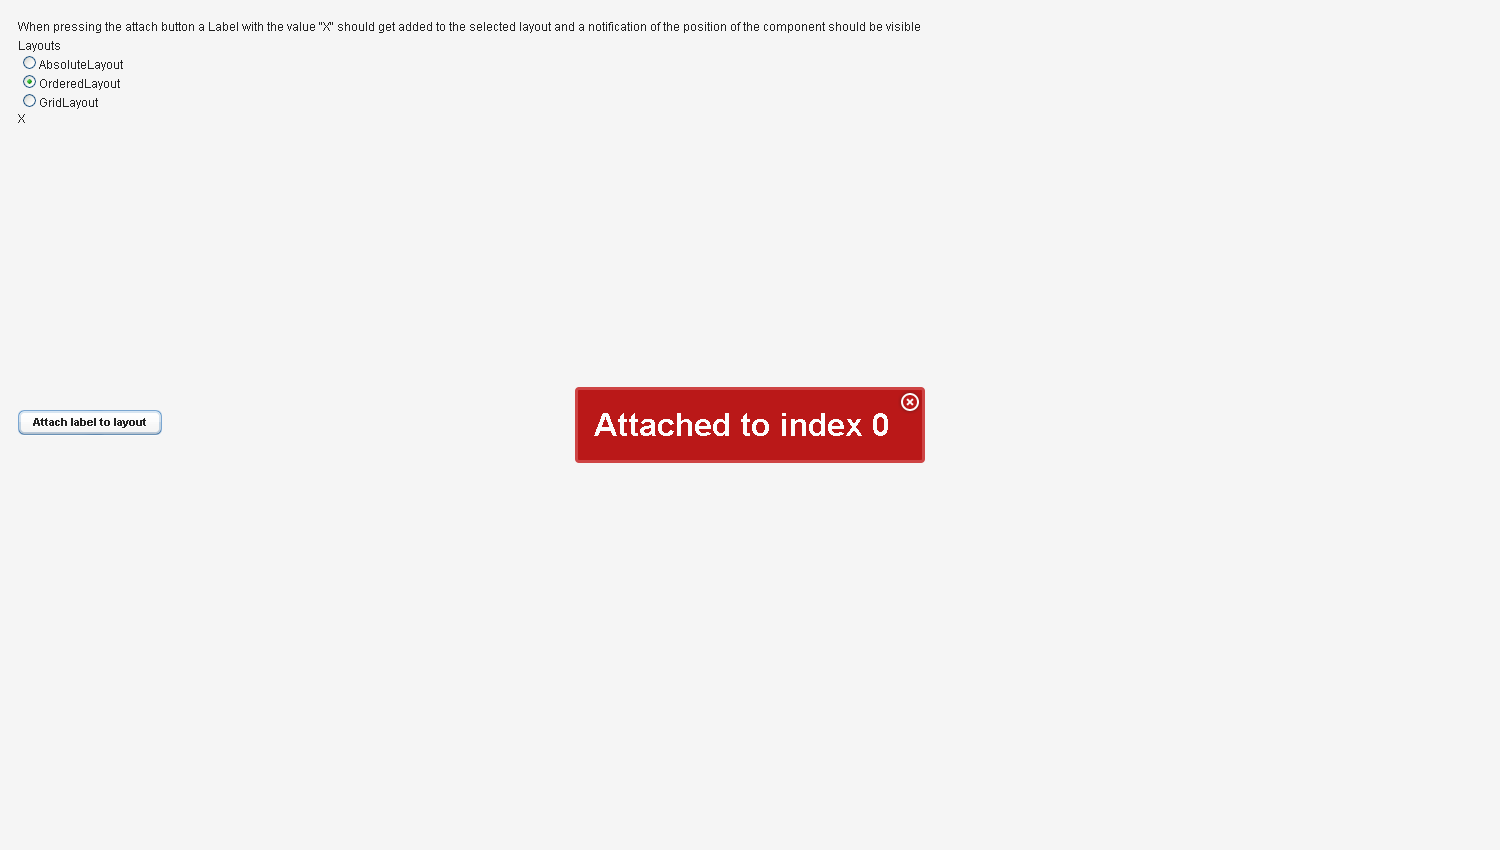 When pressing the attach button a Label with the value "X" should get added to the selected layout and a notification of the position of the component should be visible
Layouts
AbsoluteLayout
OrderedLayout
GridLayout
X
Attach label to layout
Attached to index 0